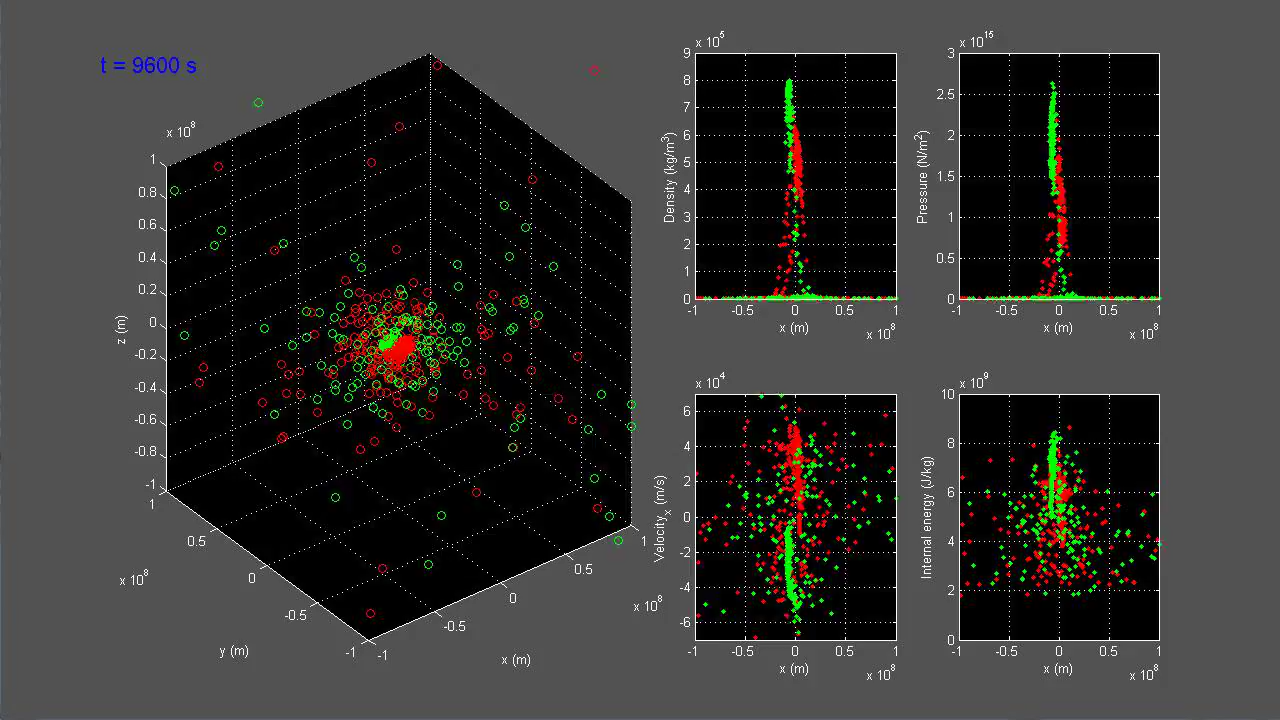 t = 9600 s
x 10^8
1
0.8
0.6
0.4
0.2
0
-0.2
-0.4
-0.6
-0.8
-1
z (m)
1
0.5
0
-0.5
-1
x 10^8
y (m)
-1
-0.5
0
0.5
1
x 10^8
x (m)
x 10^5
9
8
7
6
5
4
3
2
1
0
Density (kg/m^3)
-1 -0.5 0 0.5 1
x (m)
x 10^8
x 10^15
3
2.5
2
1.5
1
0.5
0
Pressure (N/m^2)
-1 -0.5 0 0.5 1
x (m)
x 10^8
x 10^4
6
4
2
0
-2
-4
-6
Velocity_x (m/s)
-1 -0.5 0 0.5 1
x (m)
x 10^8
x 10^9
10
8
6
4
2
0
Internal energy (J/kg)
-1 -0.5 0 0.5 1
x (m)
x 10^8